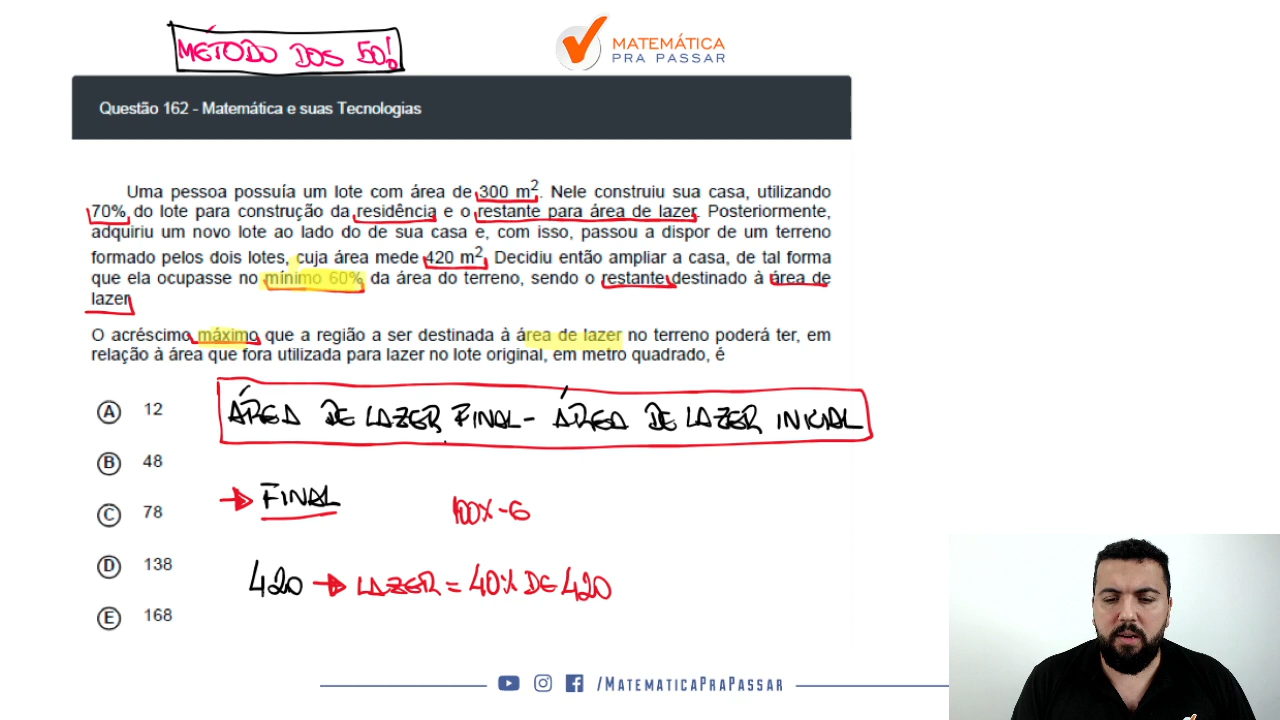 MÉTODO DOS 50!
MATEMÁTICA
PRA PASSAR
Questão 162 - Matemática e suas Tecnologias
Uma pessoa possuía um lote com área de 300 m². Nele construiu sua casa, utilizando
70% do lote para construção da residência e o restante para área de lazer. Posteriormente,
adquiriu um novo lote ao lado do de sua casa e, com isso, passou a dispor de um terreno
formado pelos dois lotes, cuja área mede 420 m². Decidiu então ampliar a casa, de tal forma
que ela ocupasse no mínimo 60% da área do terreno, sendo o restante destinado à área de
lazer
O acréscimo máximo que a região a ser destinada à área de lazer no terreno poderá ter, em
relação à área que fora utilizada para lazer no lote original, em metro quadrado, é
A 12
ÁREA DE LAZER FINAL - ÁREA DE LAZER INICIAL
B 48
C 78
D 138
E 168
→ FINAL
100% - 6
420 → LAZER = 40% DE 420
/MatematicaPraPassar